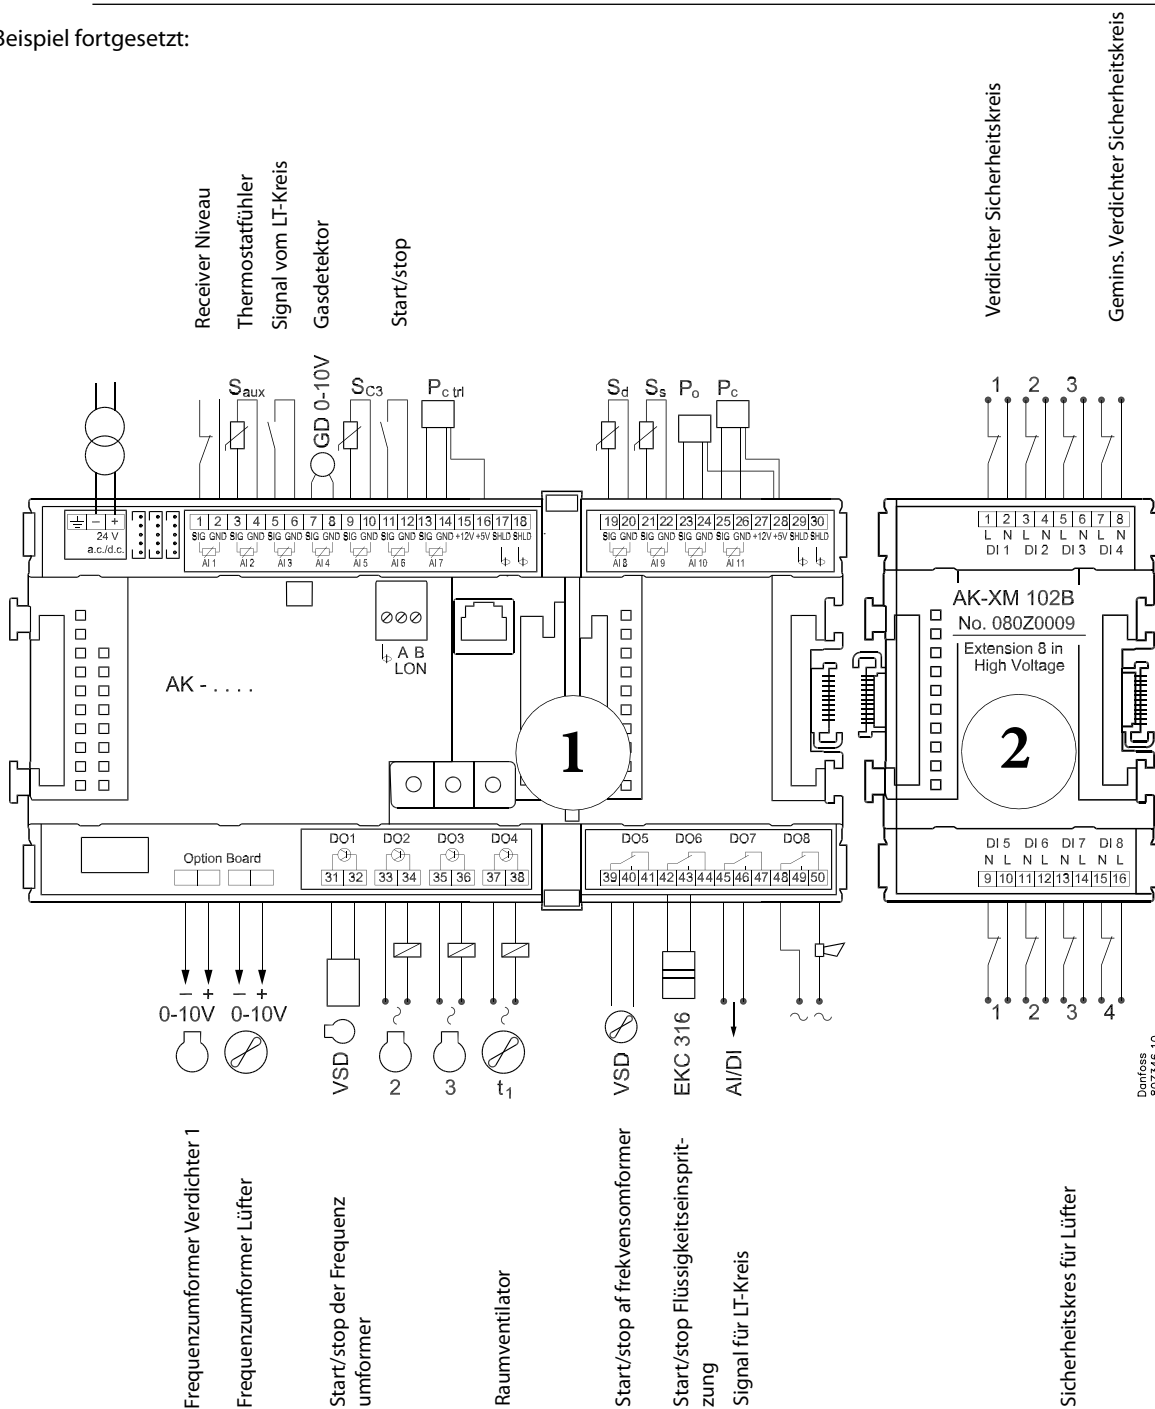 Beispiel fortgesetzt:
Receiver Niveau
Thermostatfühler
Signal vom LT-Kreis
Gasdetektor
Start/stop
Verdichter Sicherheitskreis
Gemins. Verdichter Sicherheitskreis
Saux
GD 0-10V
SC3
Pc trl
Sd
Ss
Po
Pc
1 2 3
– +
24 V
a.c./d.c.
1 2 3 4 5 6 7 8 9 10 11 12 13 14 15 16 17 18
SIG GND SIG GND SIG GND SIG GND SIG GND SIG GND SIG GND +12V +5V SHLD SHLD
AI 1 AI 2 AI 3 AI 4 AI 5 AI 6 AI 7
19 20 21 22 23 24 25 26 27 28 29 30
SIG GND SIG GND SIG GND SIG GND +12V +5V SHLD SHLD
AI 8 AI 9 AI 10 AI 11
1 2 3 4 5 6 7 8
L N L N L N L N
DI 1 DI 2 DI 3 DI 4
A B
LON
AK - . . . .
1
AK-XM 102B
No. 080Z0009
Extension 8 in
High Voltage
2
Option Board
DO1 DO2 DO3 DO4
31 32 33 34 35 36 37 38
DO5 DO6 DO7 DO8
39 40 41 42 43 44 45 46 47 48 49 50
DI 5 DI 6 DI 7 DI 8
N L N L N L N L
9 10 11 12 13 14 15 16
– + – +
0-10V 0-10V
VSD
2
3
t1
VSD
EKC 316
AI/DI
~ ~
1 2 3 4
Danfoss
Frequenzumformer Verdichter 1
Frequenzumformer Lüfter
Start/stop der Frequenz
umformer
Raumventilator
Start/stop af frekvensomformer
Start/stop Flüssigkeitseinsprit-
zung
Signal für LT-Kreis
Sicherheitskres für Lüfter